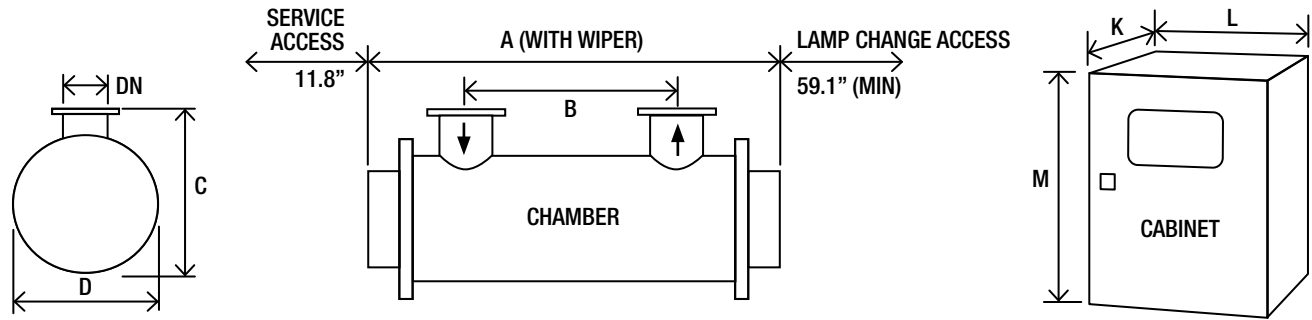 DN
C
D
SERVICE
ACCESS
11.8”
A (WITH WIPER)
LAMP CHANGE ACCESS
59.1” (MIN)
B
CHAMBER
K
L
M
CABINET